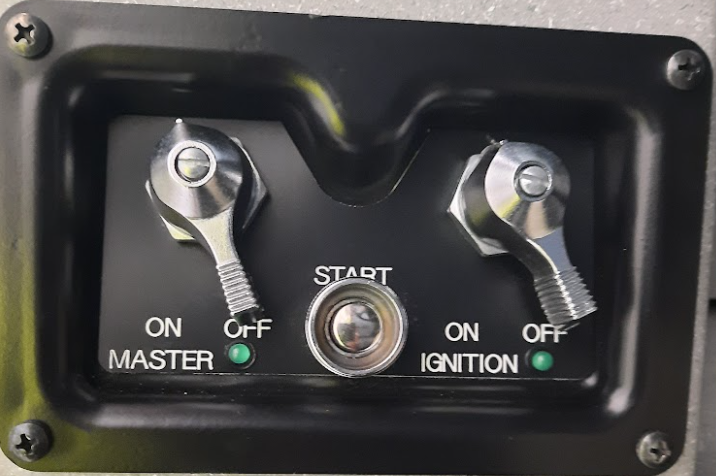 START
ON OFF
MASTER
ON OFF
IGNITION